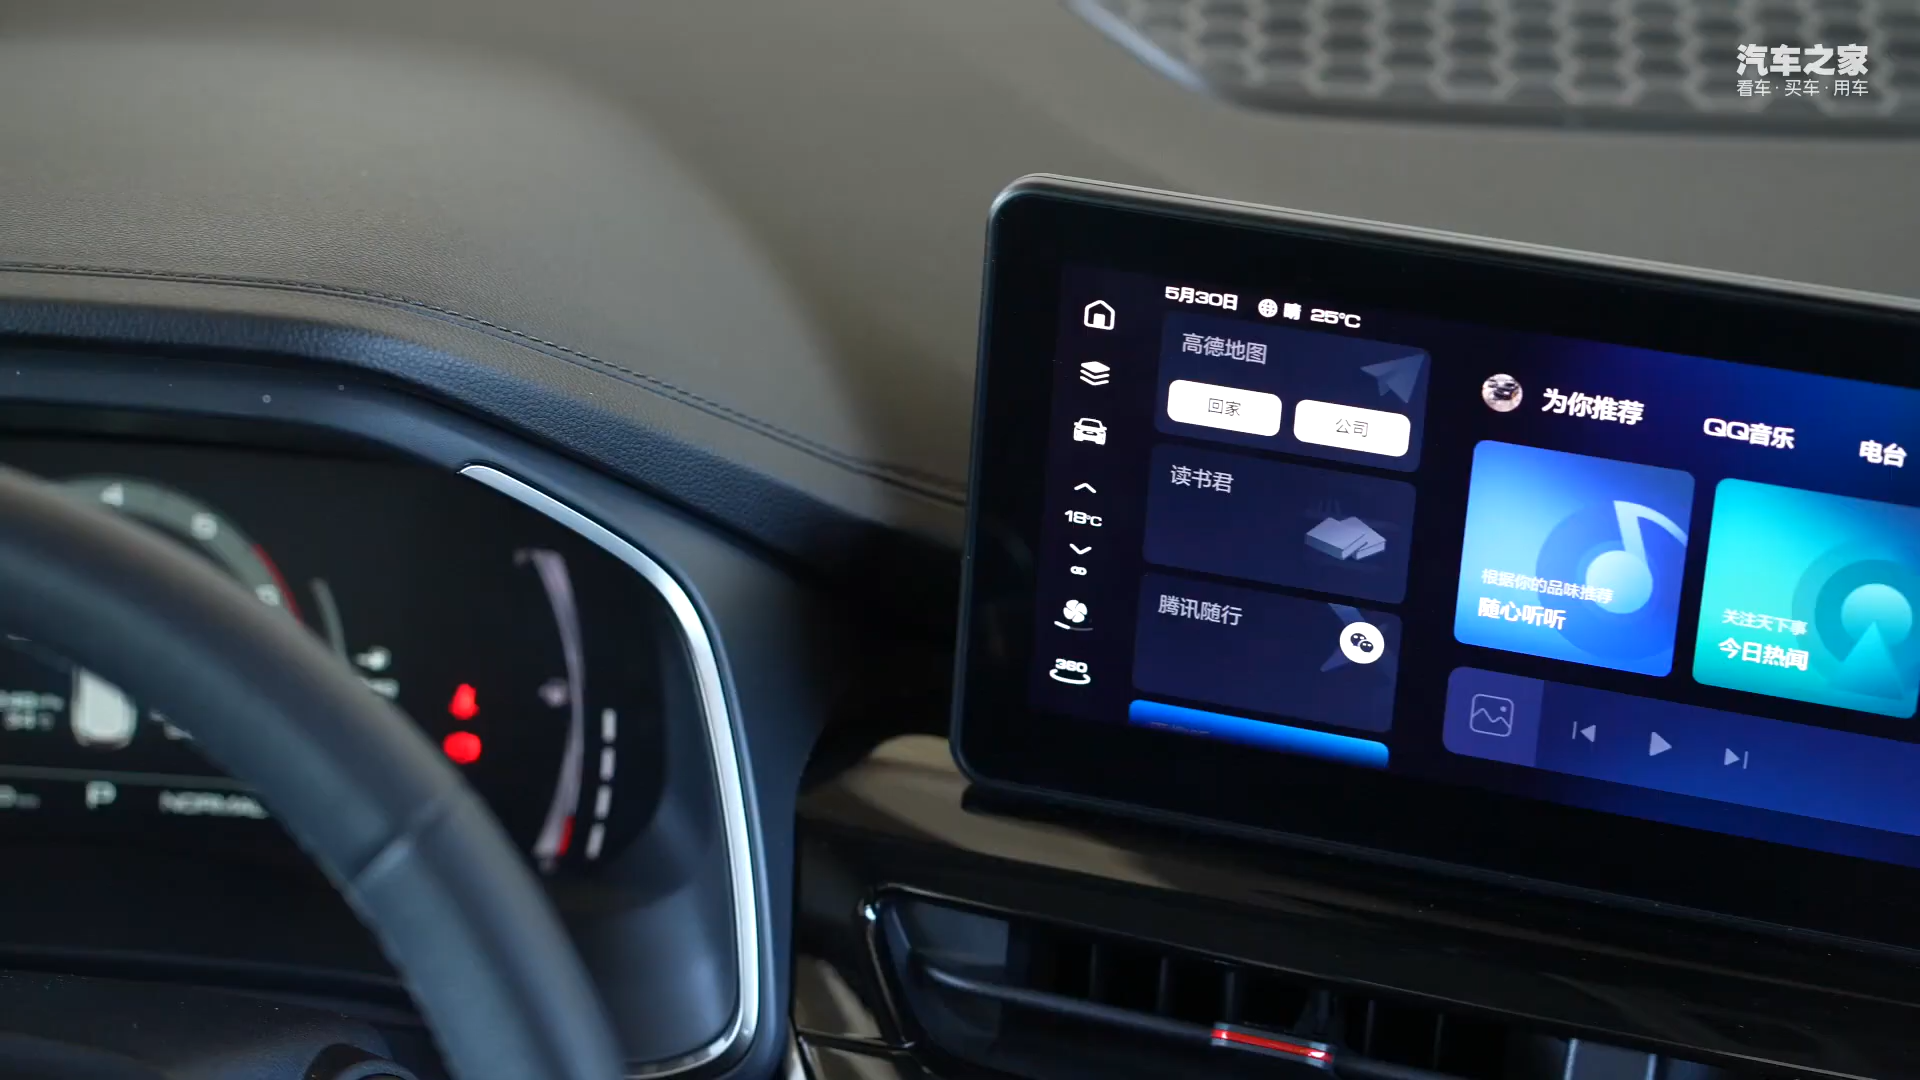 汽车之家
看车·买车·用车
5月30日 晴 25℃
高德地图
回家 公司
为你推荐 QQ音乐 电台
读书君
18℃
根据你的品味推荐
随心听听
关注天下事
今日热闻
腾讯随行
360
4
5
P NORMAL